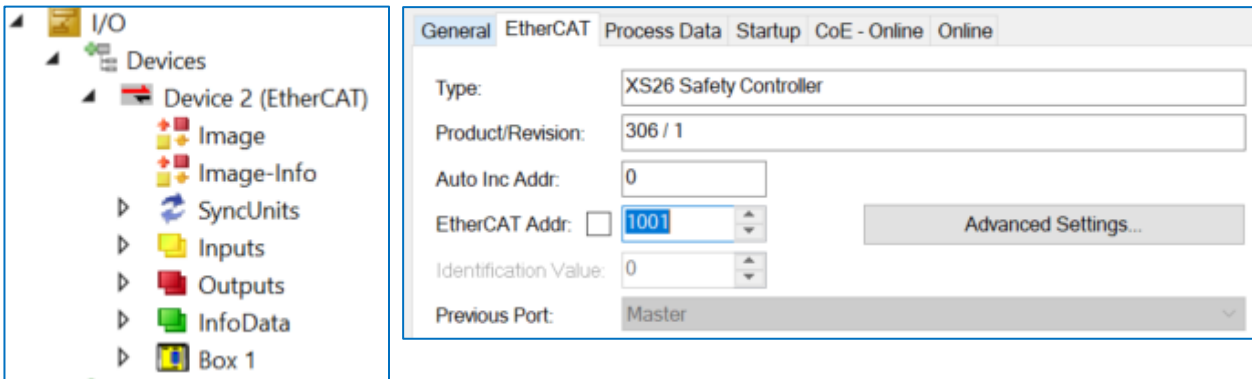 I/O
Devices
Device 2 (EtherCAT)
Image
Image-Info
SyncUnits
Inputs
Outputs
InfoData
Box 1
General EtherCAT Process Data Startup CoE - Online Online
Type: XS26 Safety Controller
Product/Revision: 306 / 1
Auto Inc Addr: 0
EtherCAT Addr: 1001 Advanced Settings...
Identification Value: 0
Previous Port: Master